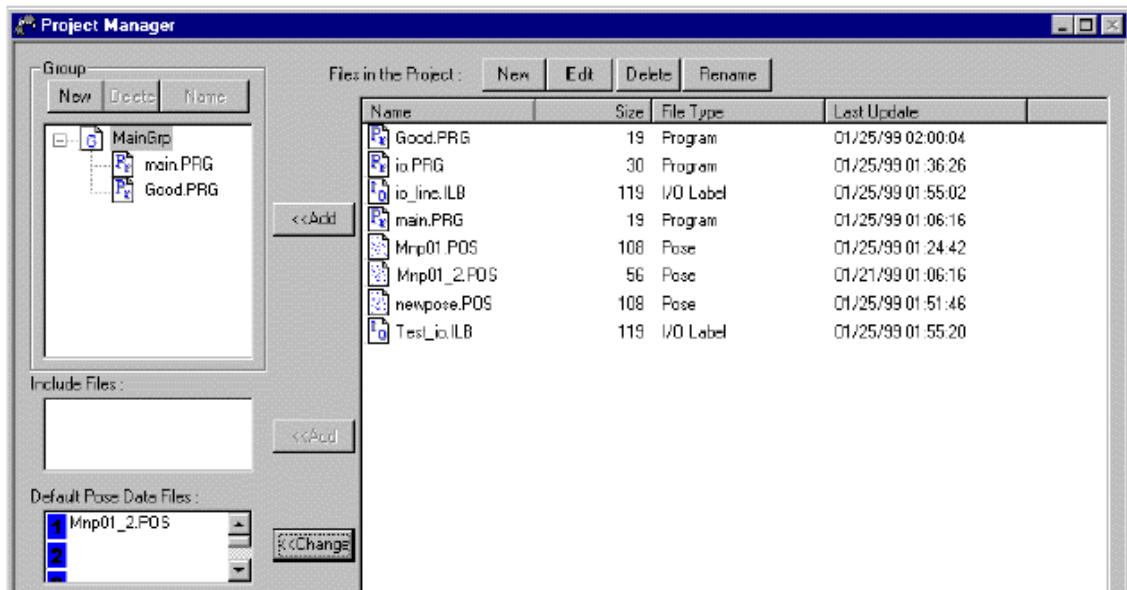 Project Manager
Group
New Delete Name
MainGrp
main.PRG
Good.PRG
<<Add
Include Files :
<<Add
Default Pose Data Files :
1 Mnp01_2.POS
2
<<Change
Files in the Project : New Edit Delete Rename
Name Size File Type Last Update
Good.PRG 19 Program 01/25/99 02:00:04
io.PRG 30 Program 01/25/99 01:36:26
io_line.ILB 119 I/O Label 01/25/99 01:55:02
main.PRG 19 Program 01/25/99 01:06:16
Mnp01.POS 108 Pose 01/25/99 01:24:42
Mnp01_2.POS 56 Pose 01/21/99 01:06:16
newpose.POS 108 Pose 01/25/99 01:51:46
Test_io.ILB 119 I/O Label 01/25/99 01:55:20